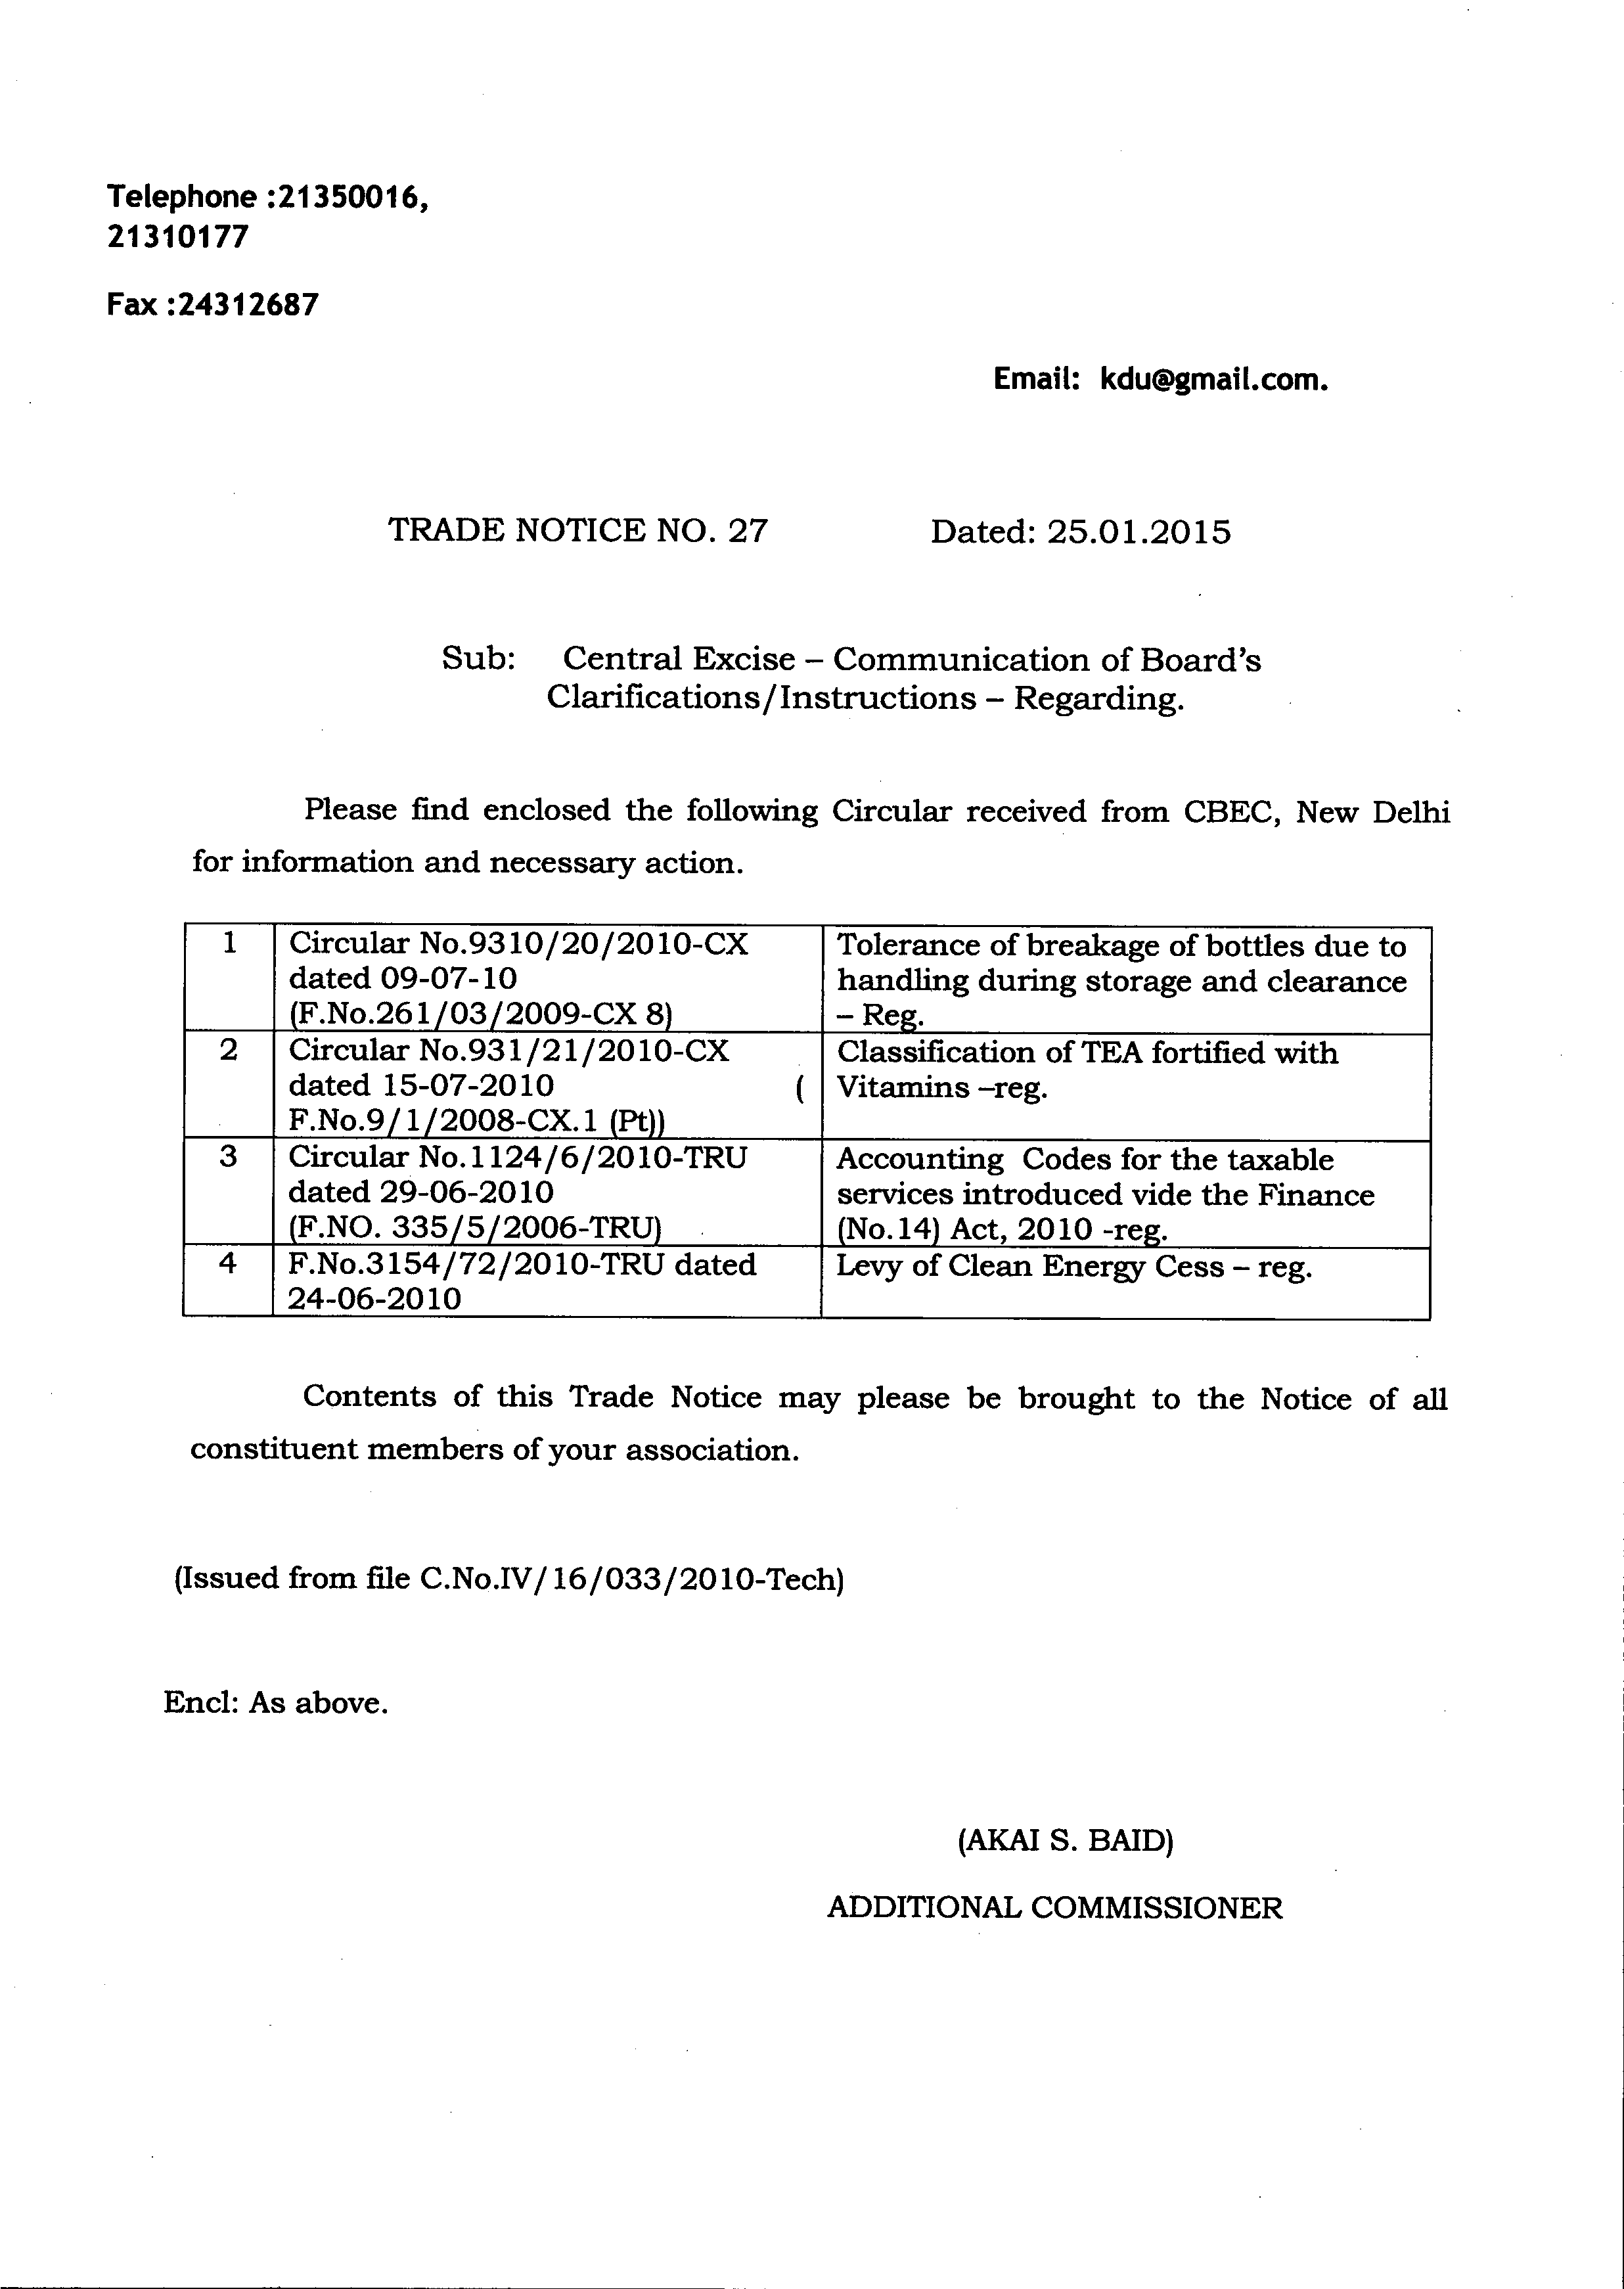 Telephone :21350016,
21310177
Fax :24312687
Email: kdu@gmail.com.
TRADE NOTICE NO. 27 Dated: 25.01.2015
Sub: Central Excise – Communication of Board's
Clarifications/Instructions – Regarding.
Please find enclosed the following Circular received from CBEC, New Delhi
for information and necessary action.
1 Circular No.9310/20/2010-CX
dated 09-07-10
(F.No.261/03/2009-CX 8)
Tolerance of breakage of bottles due to
handling during storage and clearance
– Reg.
2 Circular No.931/21/2010-CX
dated 15-07-2010 (
F.No.9/1/2008-CX.1 (Pt))
Classification of TEA fortified with
Vitamins –reg.
3 Circular No.1124/6/2010-TRU
dated 29-06-2010
(F.NO. 335/5/2006-TRU)
Accounting Codes for the taxable
services introduced vide the Finance
(No.14) Act, 2010 -reg.
4 F.No.3154/72/2010-TRU dated
24-06-2010
Levy of Clean Energy Cess – reg.
Contents of this Trade Notice may please be brought to the Notice of all
constituent members of your association.
(Issued from file C.No.IV/16/033/2010-Tech)
Encl: As above.
(AKAI S. BAID)
ADDITIONAL COMMISSIONER